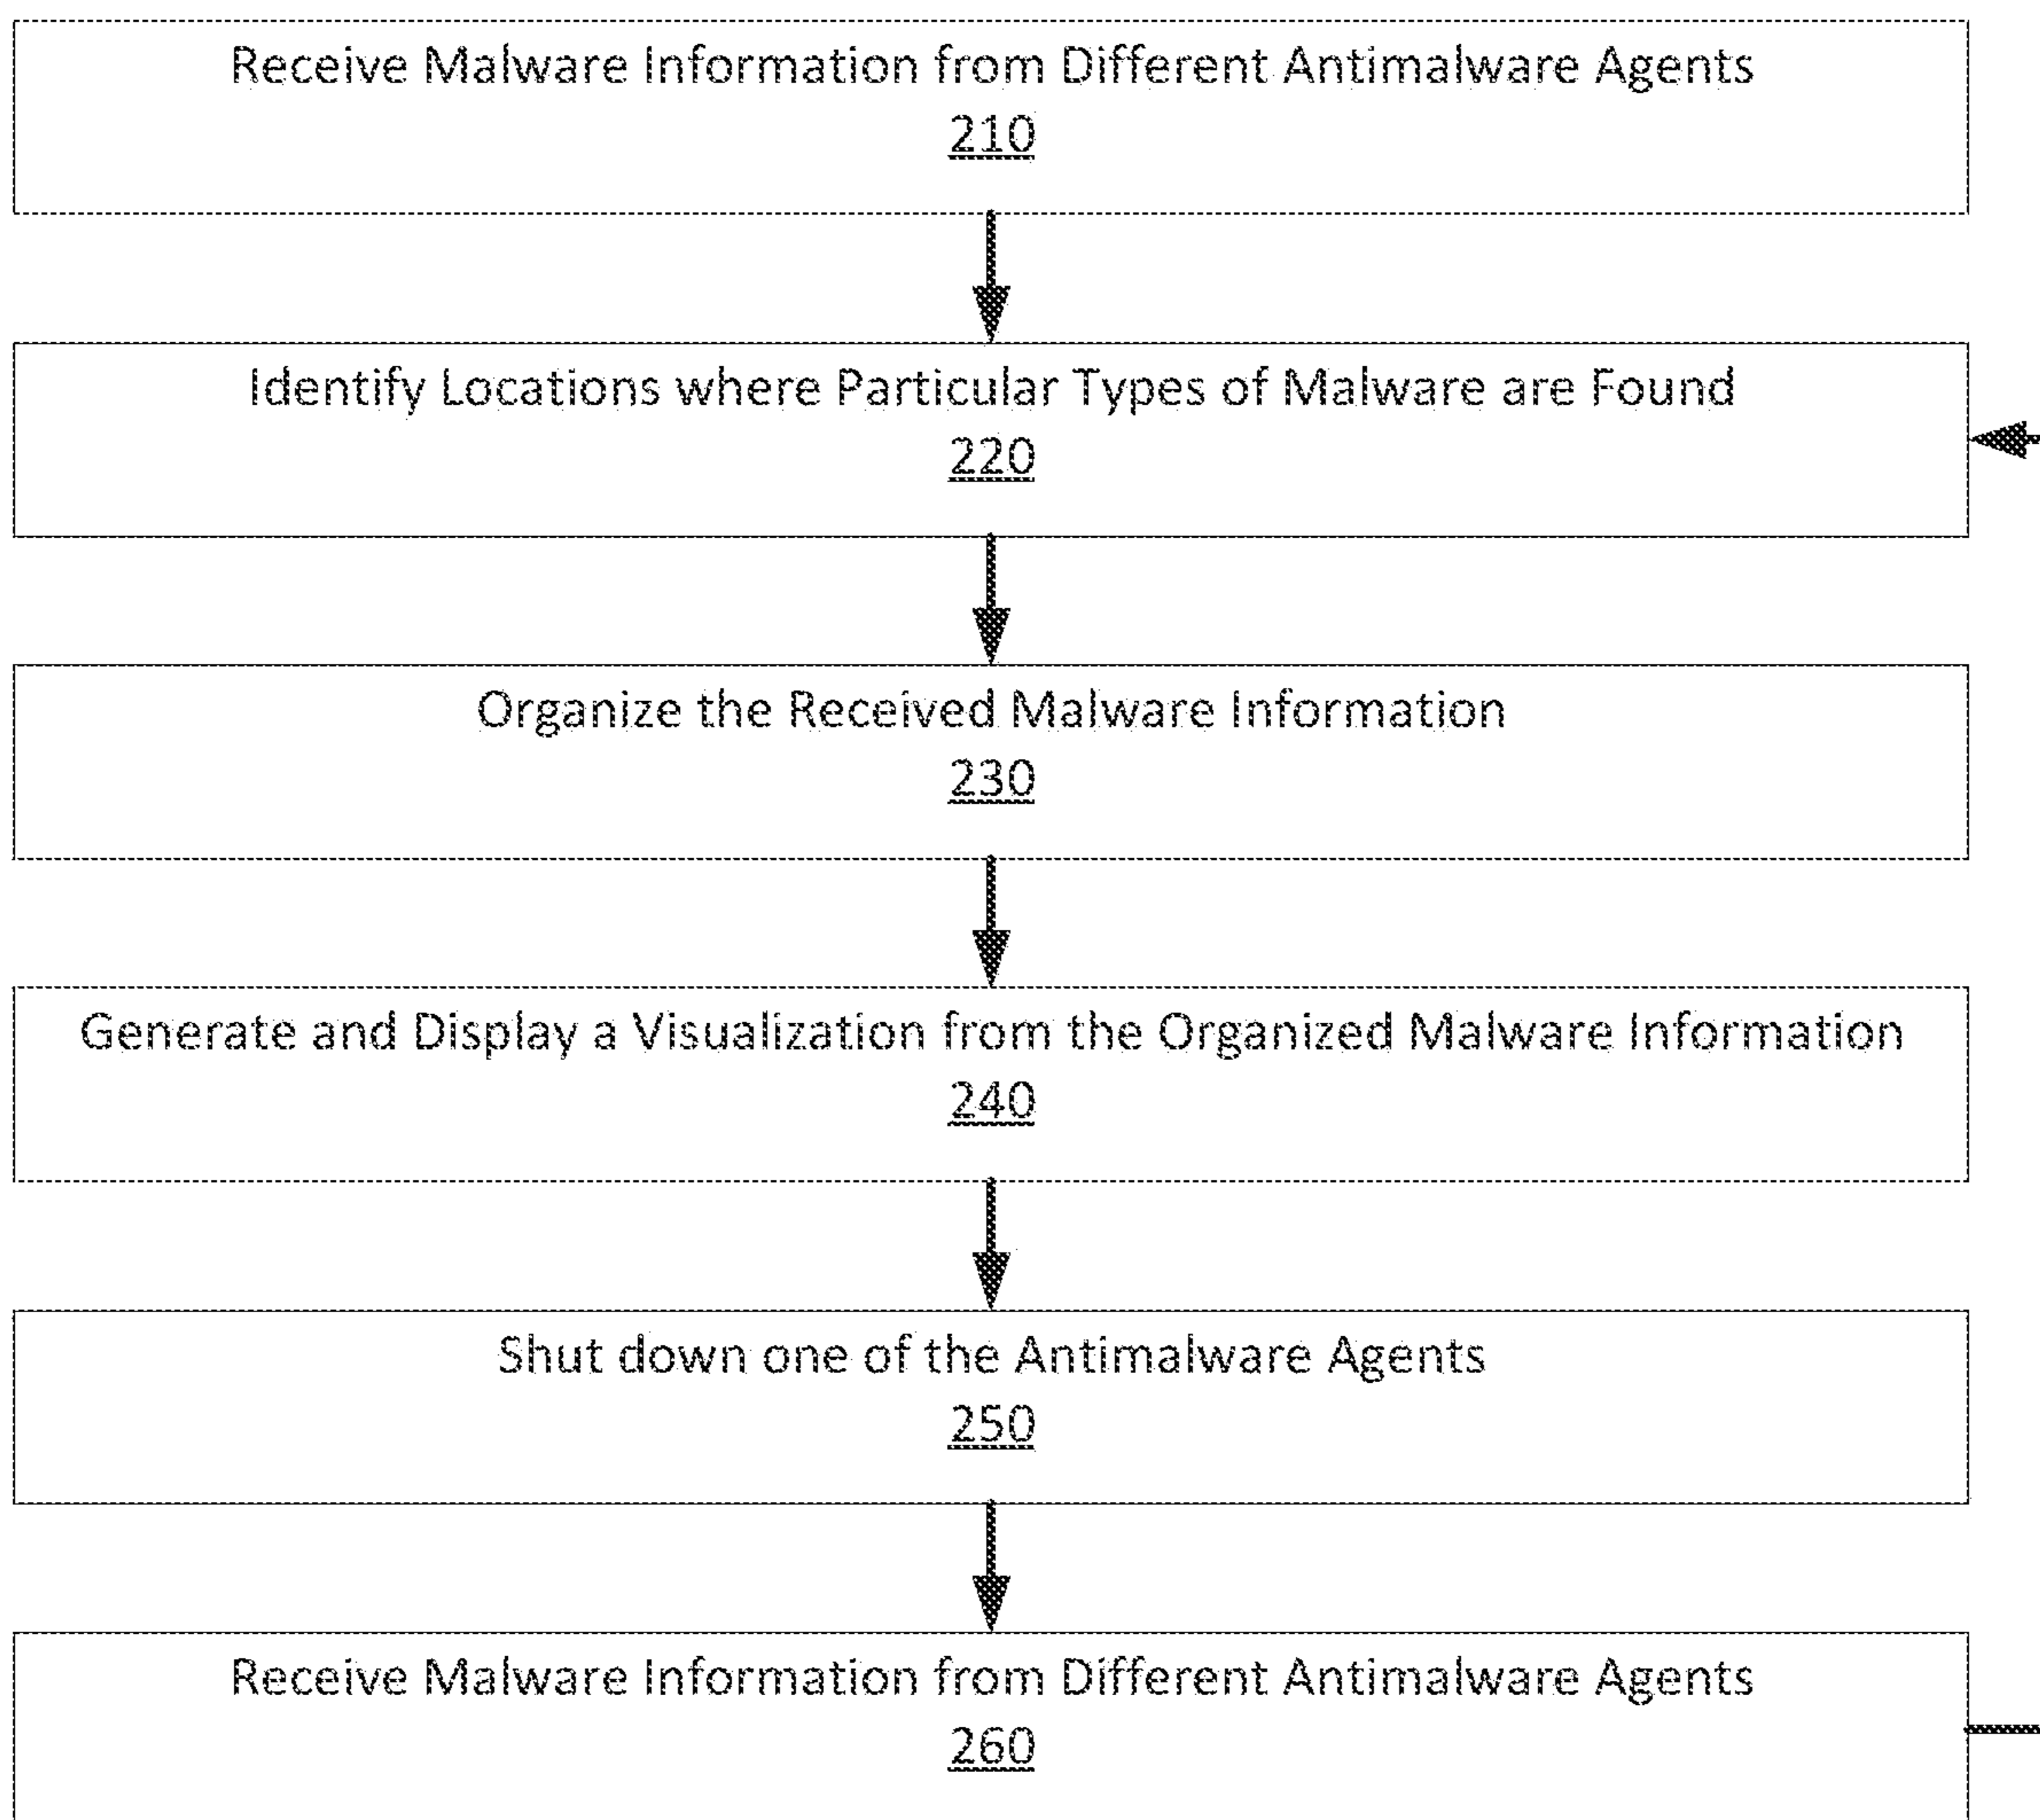 Receive Malware Information from Different Antimalware Agents
210
Identify Locations where Particular Types of Malware are Found
220
Organize the Received Malware Information
230
Generate and Display a Visualization from the Organized Malware Information
240
Shut down one of the Antimalware Agents
250
Receive Malware Information from Different Antimalware Agents
260